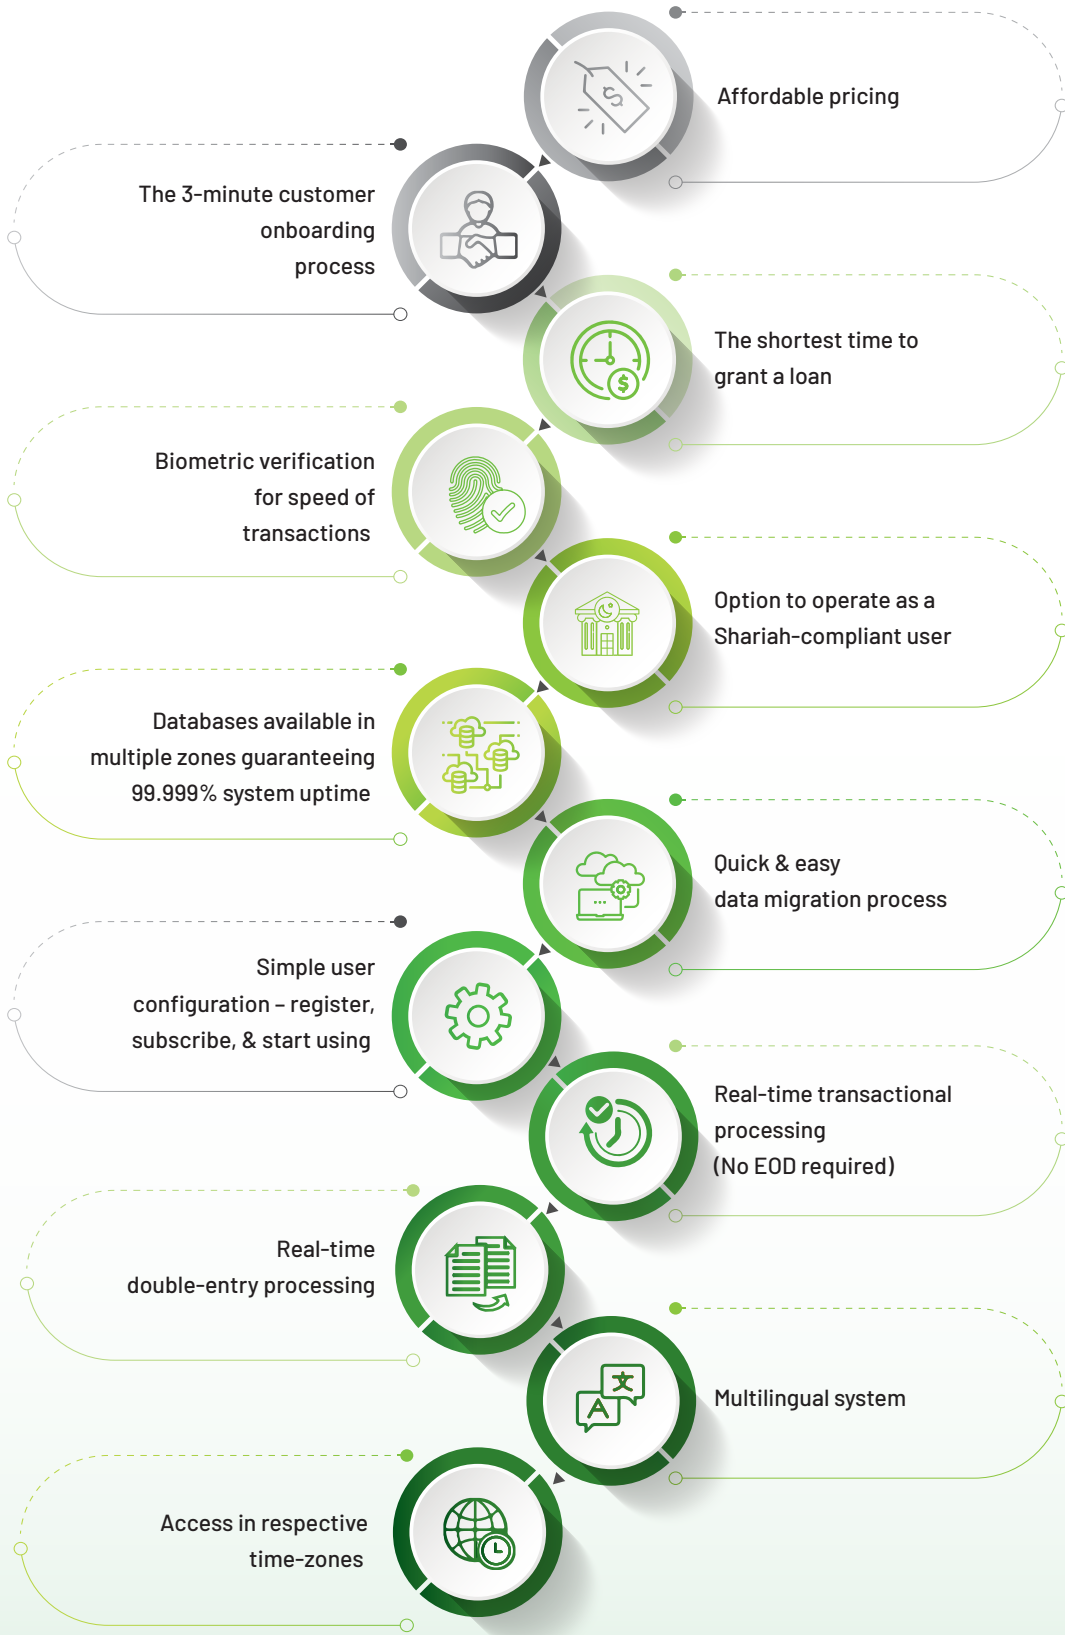 Affordable pricing
The 3-minute customer
onboarding
process
The shortest time to
grant a loan
Biometric verification
for speed of
transactions
Option to operate as a
Shariah-compliant user
Databases available in
multiple zones guaranteeing
99.999% system uptime
Quick & easy
data migration process
Simple user
configuration – register,
subscribe, & start using
Real-time transactional
processing
(No EOD required)
Real-time
double-entry processing
Multilingual system
Access in respective
time-zones